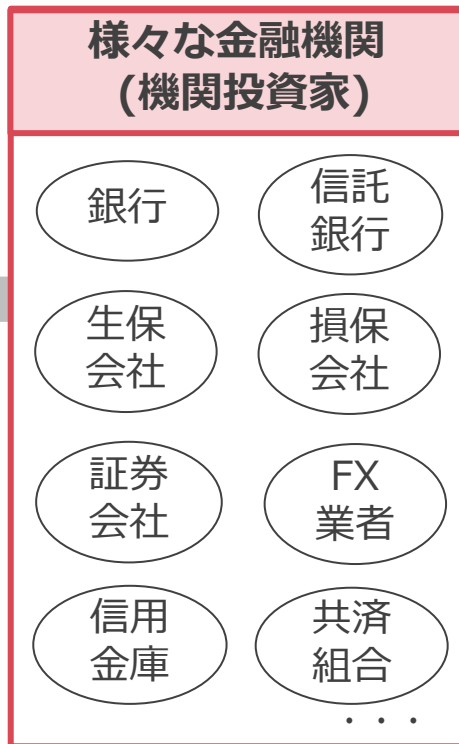 様々な金融機関
(機関投資家)
銀行
信託
銀行
生保
会社
損保
会社
証券
会社
FX
業者
信用
金庫
共済
組合
・・・